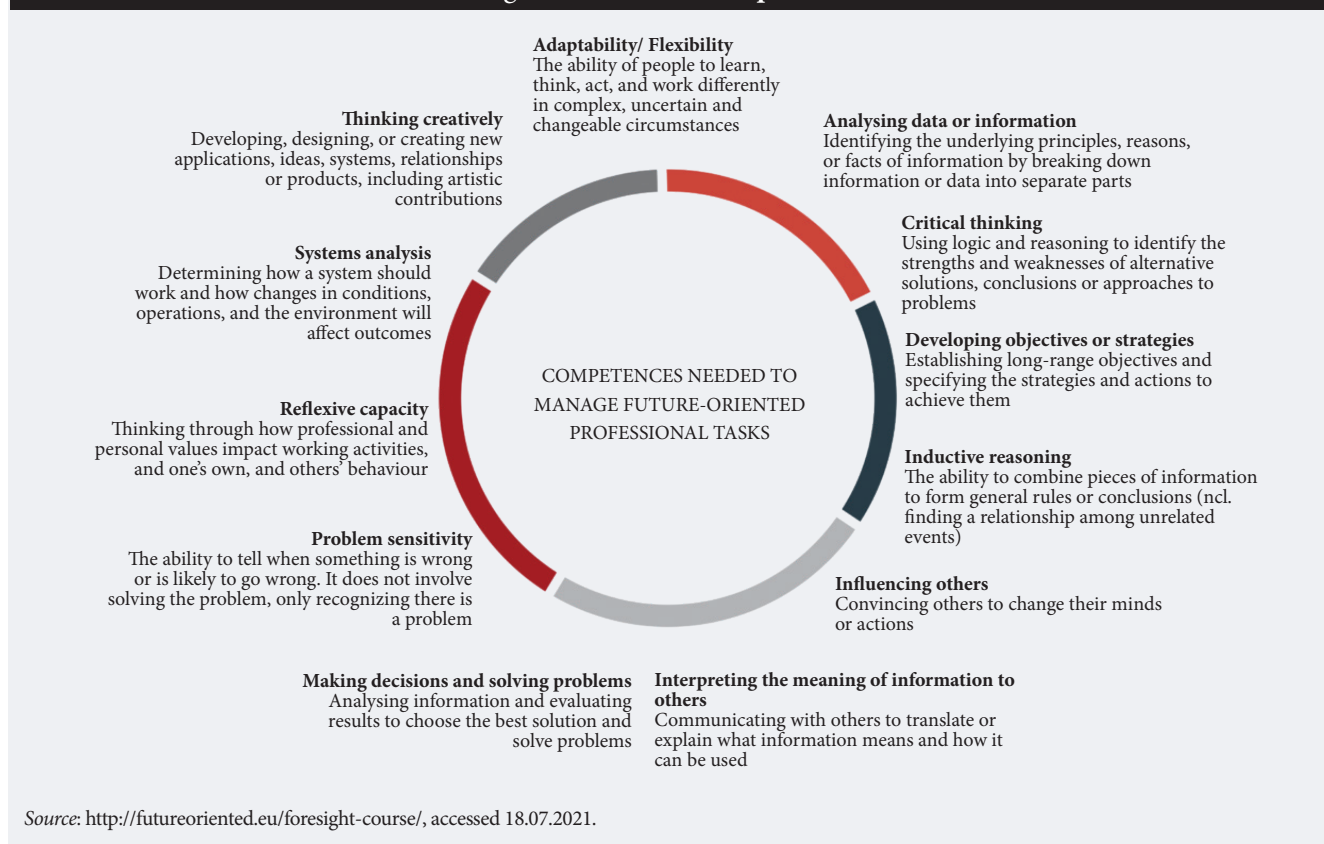 Adaptability/ Flexibility
The ability of people to learn,
think, act, and work differently
in complex, uncertain and
changeable circumstances
Analysing data or information
Identifying the underlying principles, reasons,
or facts of information by breaking down
information or data into separate parts
Critical thinking
Using logic and reasoning to identify the
strengths and weaknesses of alternative
solutions, conclusions or approaches to
problems
Developing objectives or strategies
Establishing long-range objectives and
specifying the strategies and actions to
achieve them
Inductive reasoning
The ability to combine pieces of information
to form general rules or conclusions (ncl.
finding a relationship among unrelated
events)
Influencing others
Convincing others to change their minds
or actions
Interpreting the meaning of information to
others
Communicating with others to translate or
explain what information means and how it
can be used
Making decisions and solving problems
Analysing information and evaluating
results to choose the best solution and
solve problems
Problem sensitivity
The ability to tell when something is wrong
or is likely to go wrong. It does not involve
solving the problem, only recognizing there is
a problem
Reflexive capacity
Thinking through how professional and
personal values impact working activities,
and one's own, and others' behaviour
Systems analysis
Determining how a system should
work and how changes in conditions,
operations, and the environment will
affect outcomes
Thinking creatively
Developing, designing, or creating new
applications, ideas, systems, relationships
or products, including artistic
contributions
COMPETENCES NEEDED TO
MANAGE FUTURE-ORIENTED
PROFESSIONAL TASKS
Source: http://futureoriented.eu/foresight-course/, accessed 18.07.2021.